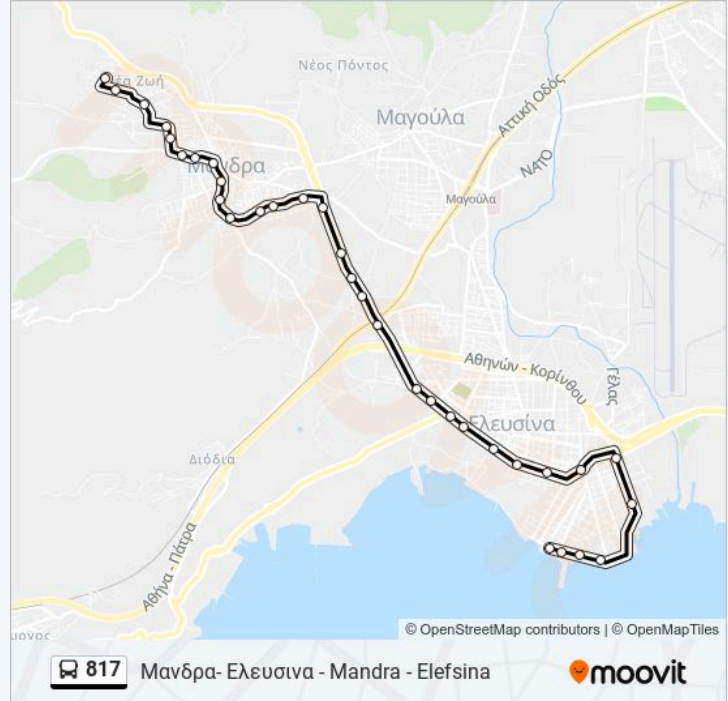 Νέα Ζωή
Νέος Πόντος
Μαγούλα
Αττική Οδός
ΝΑΤΟ
Μάνδρα
Μαγούλα
Αθηνών - Κορίνθου
Γέλας
Ελευσίνα
Διόδια
Αθήνα - Πάτρα
© OpenStreetMap contributors | © OpenMapTiles
817 Μανδρα- Ελευσινα - Mandra - Elefsina
moovit